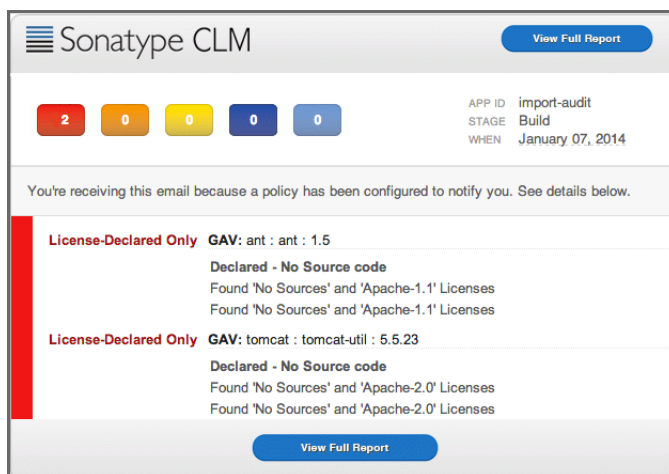 Sonatype CLM
View Full Report
2 0 0 0 0
APP ID import-audit
STAGE Build
WHEN January 07, 2014
You're receiving this email because a policy has been configured to notify you. See details below.
License-Declared Only GAV: ant : ant : 1.5
Declared - No Source code
Found 'No Sources' and 'Apache-1.1' Licenses
Found 'No Sources' and 'Apache-1.1' Licenses
License-Declared Only GAV: tomcat : tomcat-util : 5.5.23
Declared - No Source code
Found 'No Sources' and 'Apache-2.0' Licenses
Found 'No Sources' and 'Apache-2.0' Licenses
View Full Report